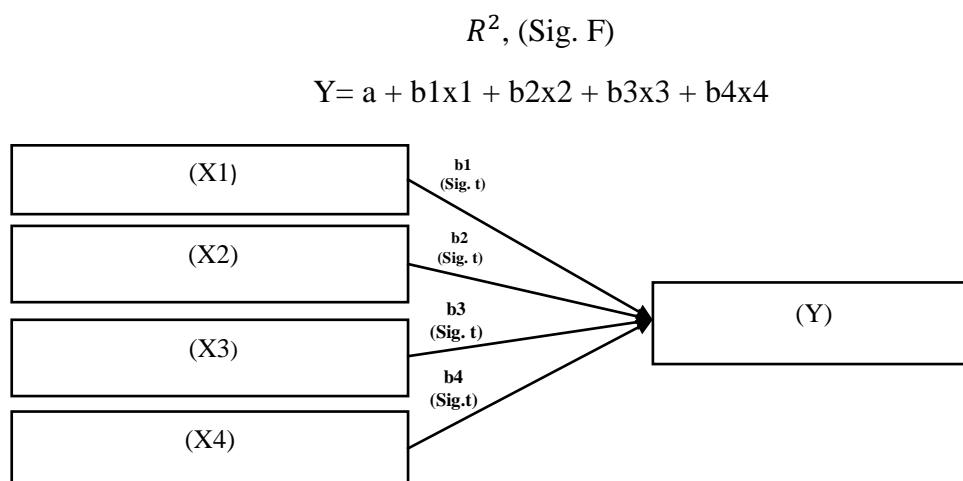 R², (Sig. F)
Y= a + b1x1 + b2x2 + b3x3 + b4x4
(X1)
b1
(Sig. t)
(X2)
b2
(Sig. t)
(Y)
(X3)
b3
(Sig. t)
(X4)
b4
(Sig.t)